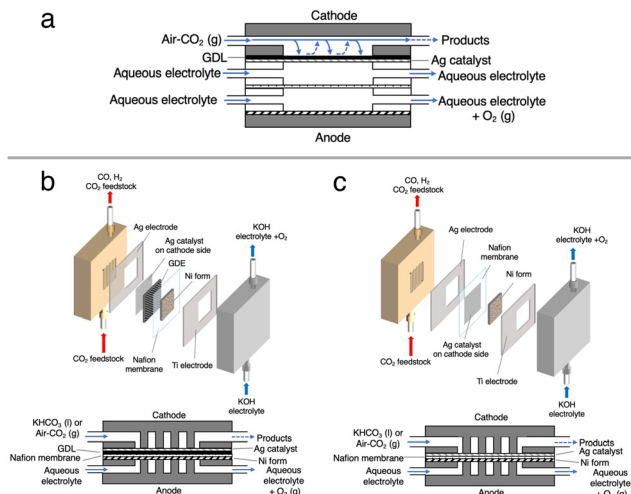 a
Cathode
Air-CO₂ (g)
Products
GDL
Ag catalyst
Aqueous electrolyte
Aqueous electrolyte
Aqueous electrolyte
Aqueous electrolyte
+ O₂ (g)
Anode
b
CO, H₂
CO₂ feedstock
Ag electrode
Ag catalyst
on cathode side
GDE
Ni form
KOH
electrolyte +O₂
CO₂ feedstock
Nafion
membrane
Ti electrode
KOH
electrolyte
Cathode
KHCO₃ (l) or
Air-CO₂ (g)
Products
GDL
Ag catalyst
Nafion membrane
Ni form
Aqueous
electrolyte
Aqueous
electrolyte
+ O₂ (g)
Anode
c
CO, H₂
CO₂ feedstock
Ag electrode
Nafion
membrane
Ni form
KOH
electrolyte +O₂
CO₂ feedstock
Ag catalyst
on cathode side
Ti electrode
KOH
electrolyte
Cathode
KHCO₃ (l) or
Air-CO₂ (g)
Products
Ag catalyst
Nafion membrane
Ni form
Aqueous
electrolyte
Aqueous
electrolyte
+ O₂ (g)
Anode